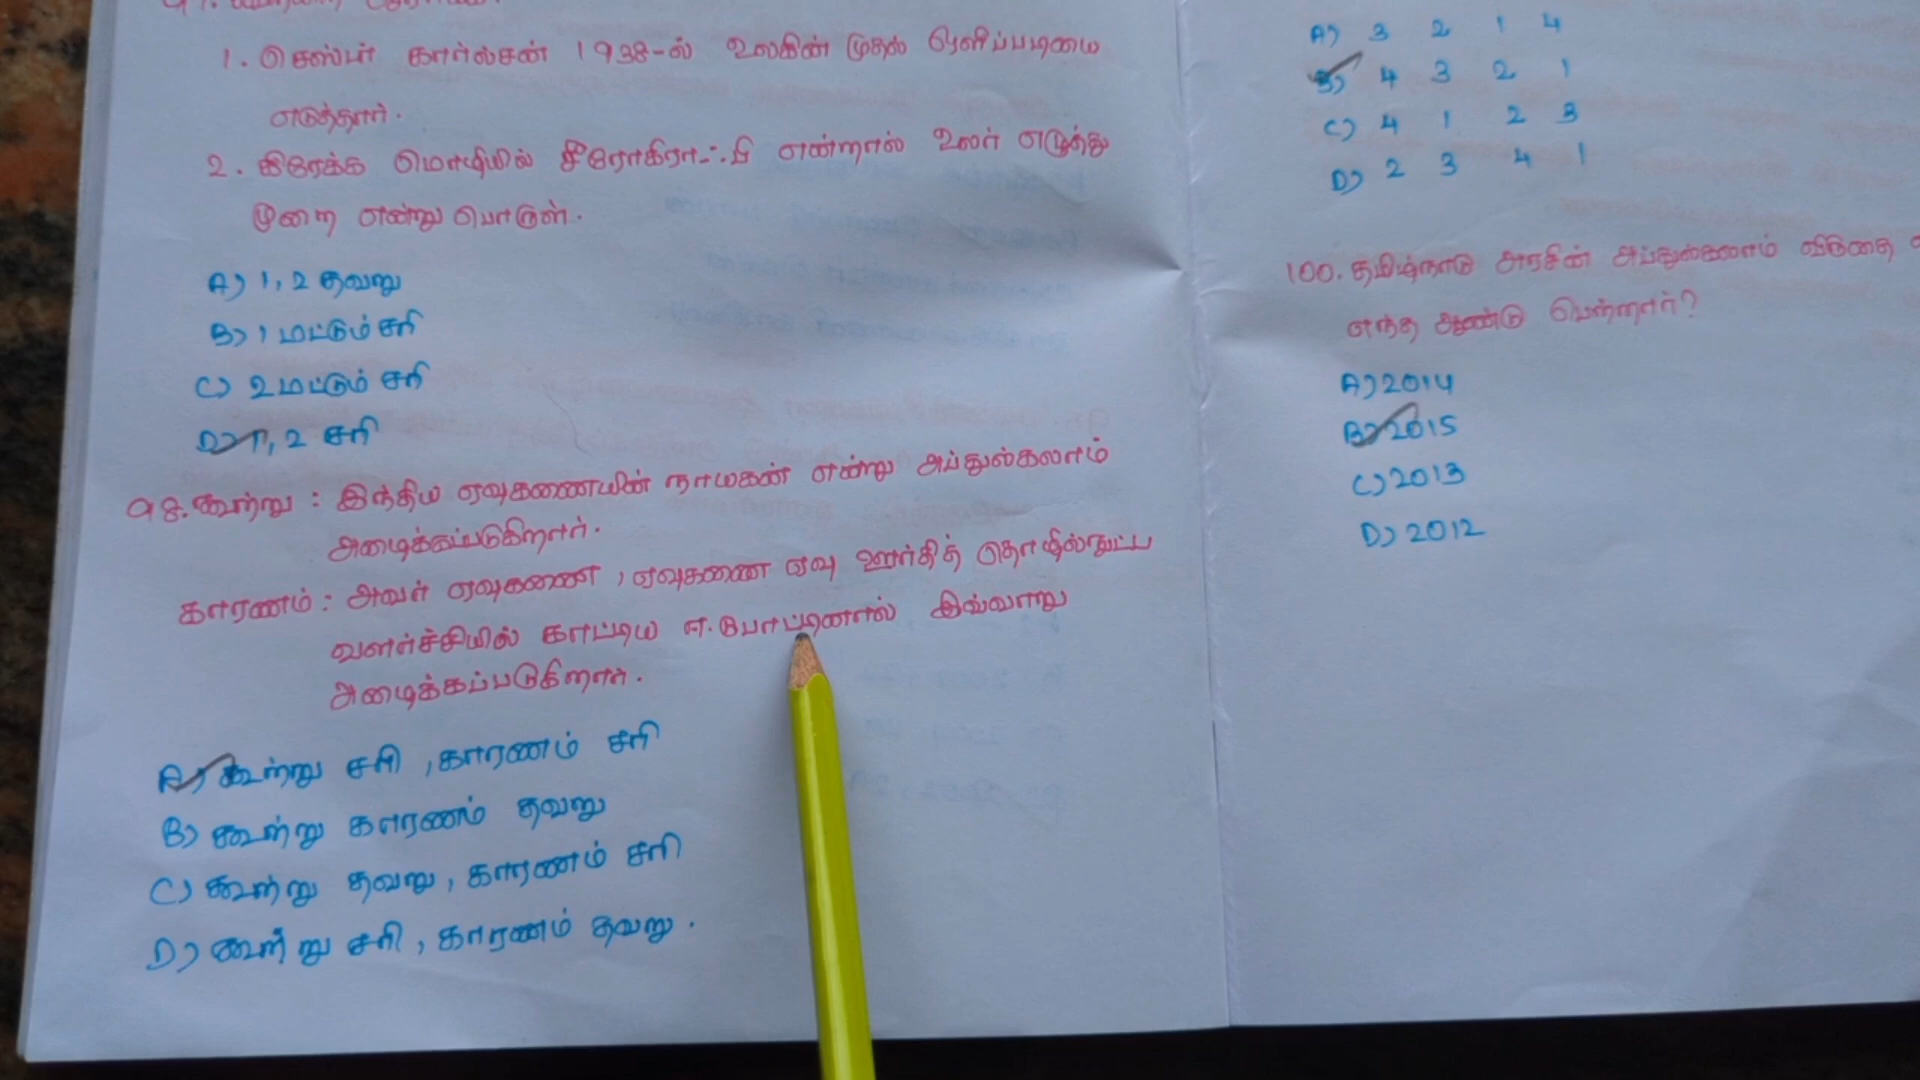 1. செஸ்டர் கார்ல்சன் 1938-ல் உலகின் முதல் ஒளிப்படிமை
எடுத்தார்.
2. கிரேக்க மொழியில் சீரோகிராஃபி என்றால் உலர் எழுத்து
முறை என்று பொருள்.
A) 1, 2 தவறு
B) 1 மட்டும் சரி
C) 2 மட்டும் சரி
D) 1, 2 சரி
98. கூற்று : இந்திய ஏவுகணையின் நாயகன் என்று அப்துல்கலாம்
அழைக்கப்படுகிறார்.
காரணம் : அவர் ஏவுகணை, ஏவுகணை ஏவு ஊர்தித் தொழில்நுட்ப
வளர்ச்சியில் காட்டிய ஈடுபாட்டினால் இவ்வாறு
அழைக்கப்படுகிறார்.
A) கூற்று சரி, காரணம் சரி
B) கூற்று காரணம் தவறு
C) கூற்று தவறு, காரணம் சரி
D) கூற்று சரி, காரணம் தவறு.
A) 3 2 1 4
B) 4 3 2 1
C) 4 1 2 3
D) 2 3 4 1
100. தமிழ்நாடு அரசின் அப்துல்கலாம் விருதை
எந்த ஆண்டு பெற்றார்?
A) 2014
B) 2015
C) 2013
D) 2012